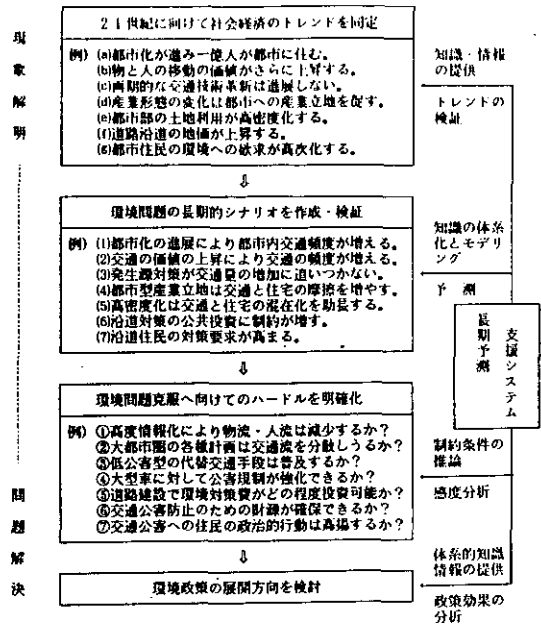 21世紀に向けて社会経済のトレンドを同定
例) (a)都市化が進み一億人が都市に住む。
(b)物と人の移動の価値がさらに上昇する。
(c)画期的な交通技術革新は進展しない。
(d)産業形態の変化は都市への産業立地を促す。
(e)都市部の土地利用が高密度化する。
(f)道路沿道の地価が上昇する。
(g)都市住民の環境への欲求が高次化する。
⇩
環境問題の長期的シナリオを作成・検証
例) (1)都市化の進展により都市内交通頻度が増える。
(2)交通の価値の上昇により交通の頻度が増える。
(3)発生源対策が交通量の増加に追いつかない。
(4)都市型産業立地は交通と住宅の摩擦を増やす。
(5)高密度化は交通と住宅の混在化を助長する。
(6)沿道対策の公共投資に制約が増す。
(7)沿道住民の対策要求が高まる。
⇩
環境問題克服へ向けてのハードルを明確化
例) ①高度情報化により物流・人流は減少するか?
②大都市圏の各種計画は交通流を分散しうるか?
③低公害型の代替交通手段は普及するか?
④大型車に対して公害規制が強化できるか?
⑤道路建設で環境対策費がどの程度投資可能か?
⑥交通公害防止のための財源が確保できるか?
⑦交通公害への住民の政治的行動は高揚するか?
⇩
環境政策の展開方向を検討
現
象
解
明
問
題
解
決
知識・情報
の提供
トレンドの
検証
知識の体系
化とモデリ
ング
予測
支援システム
長期予測
制約条件の
推論
感度分析
体系的知識
情報の提供
政策効果の
分析